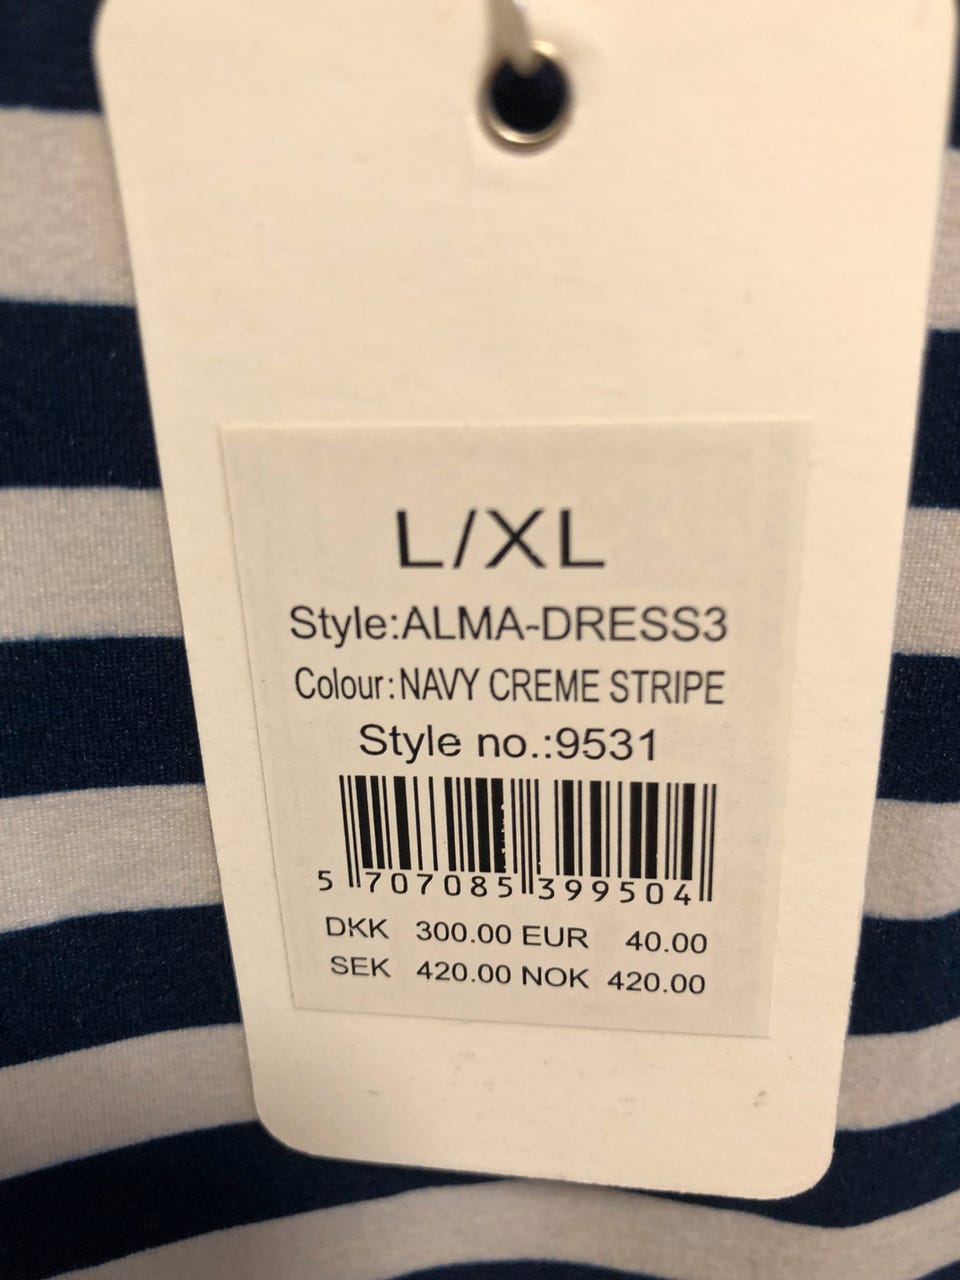 L/XL
Style:ALMA-DRESS3
Colour:NAVY CREME STRIPE
Style no.:9531
5 707085 399504
DKK 300.00 EUR 40.00
SEK 420.00 NOK 420.00